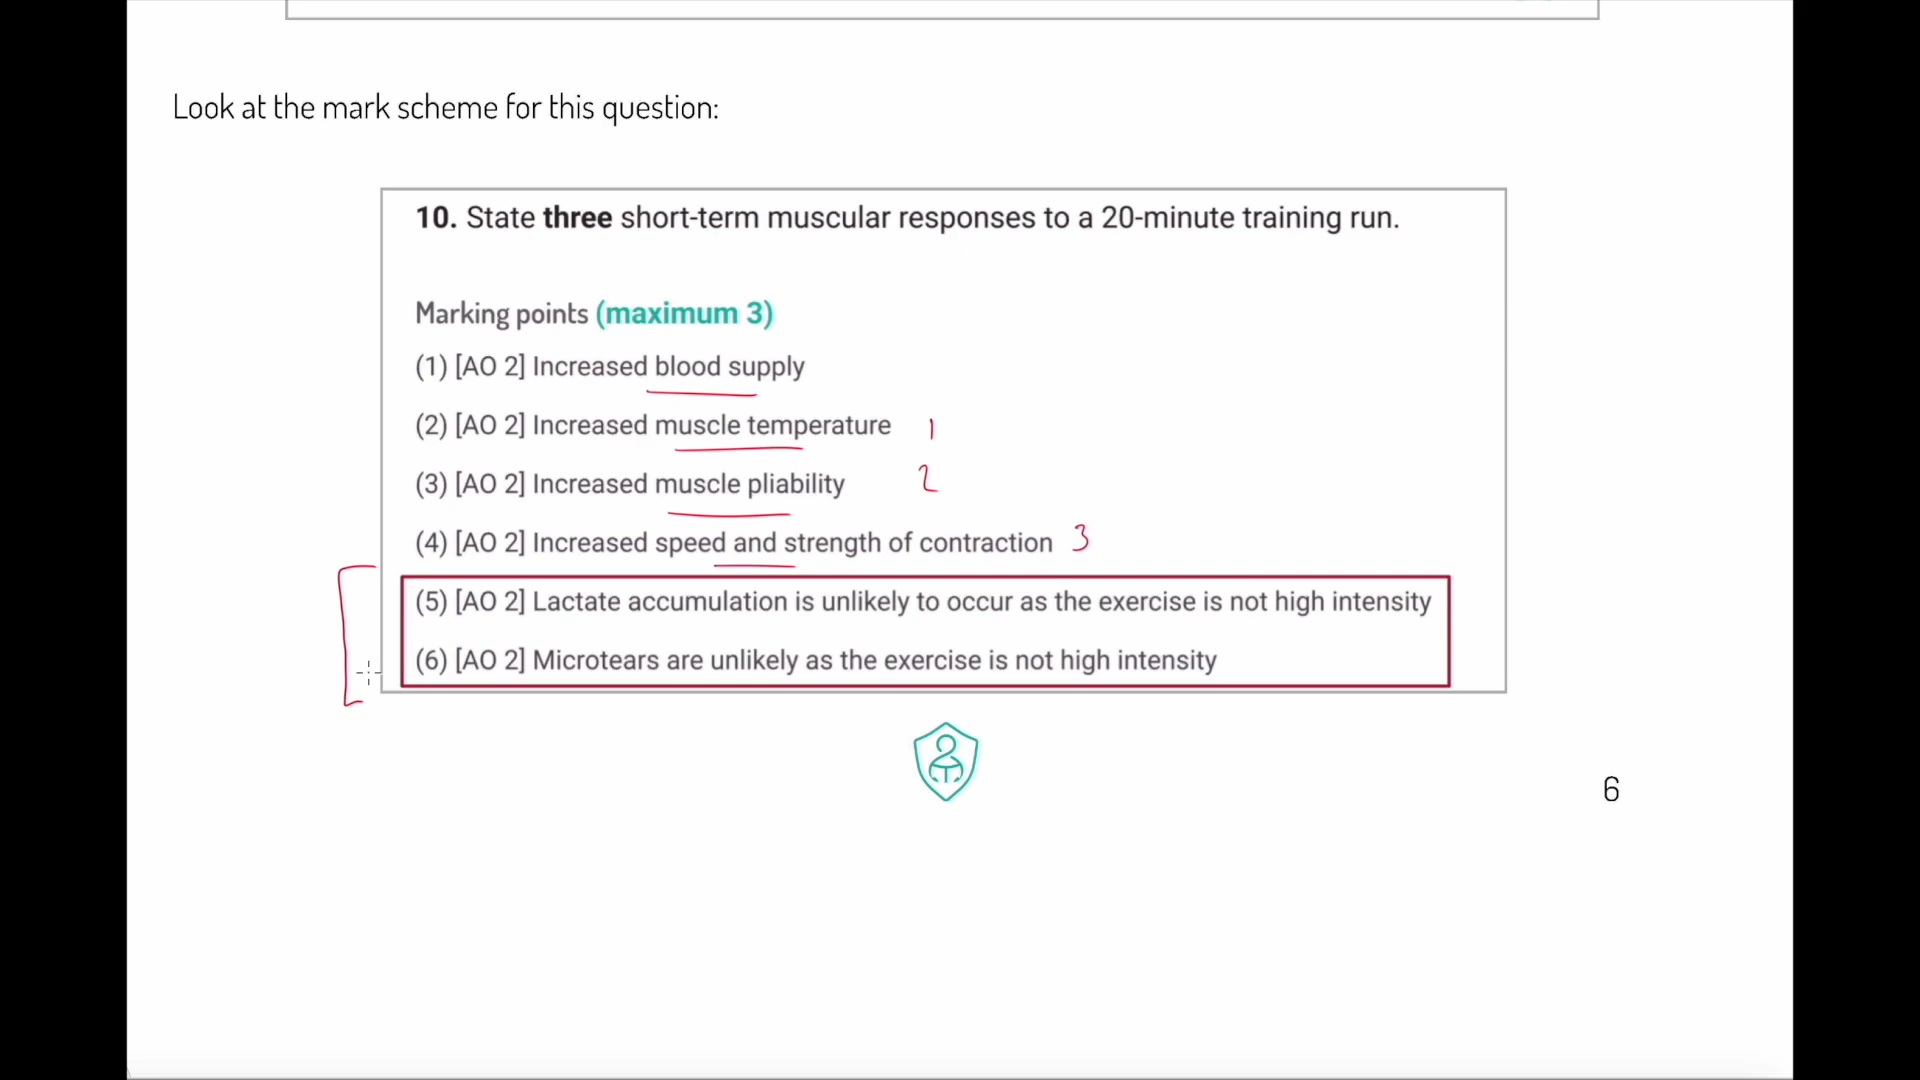 Look at the mark scheme for this question:
10. State three short-term muscular responses to a 20-minute training run.
Marking points (maximum 3)
(1) [AO 2] Increased blood supply
(2) [AO 2] Increased muscle temperature 1
(3) [AO 2] Increased muscle pliability 2
(4) [AO 2] Increased speed and strength of contraction 3
(5) [AO 2] Lactate accumulation is unlikely to occur as the exercise is not high intensity
(6) [AO 2] Microtears are unlikely as the exercise is not high intensity
6